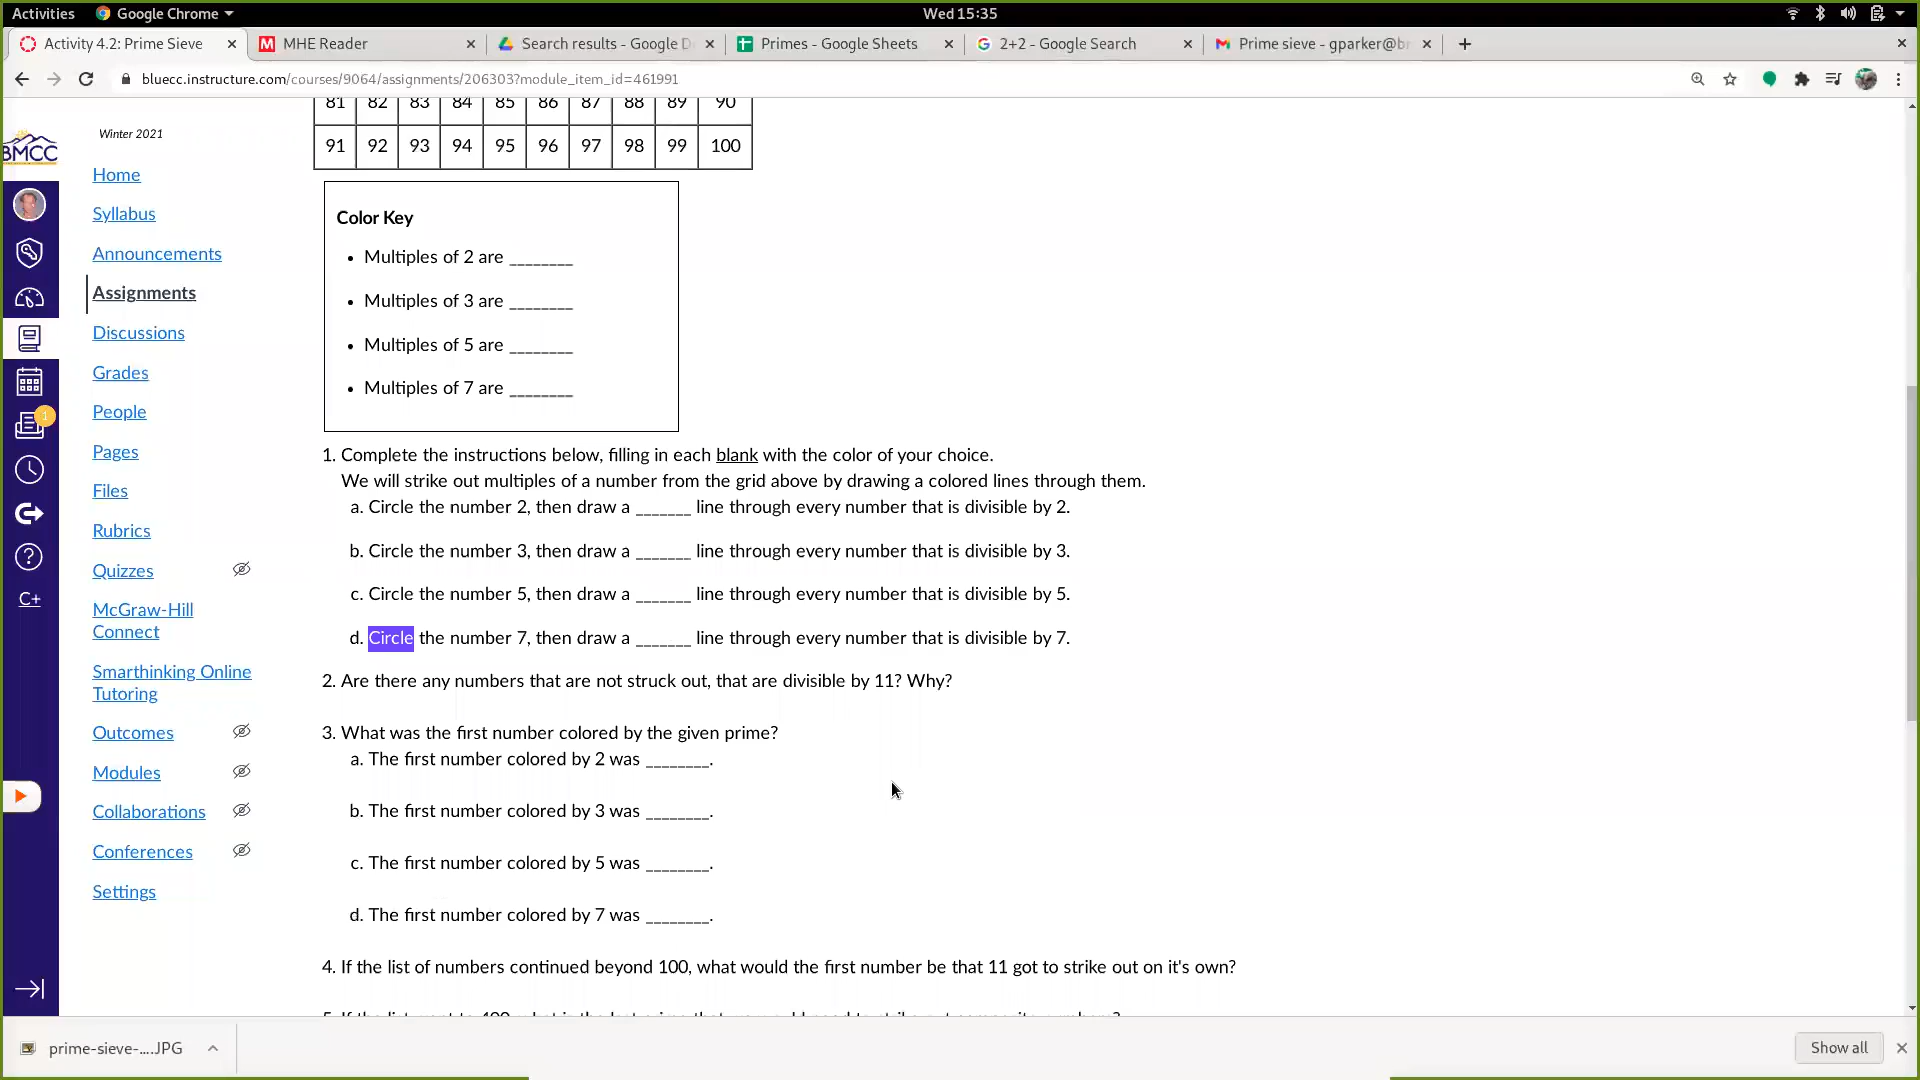 Activities Google Chrome Wed 15:35
Activity 4.2: Prime Sieve MHE Reader Search results - Google D Primes - Google Sheets 2+2 - Google Search Prime sieve - gparker@b
bluecc.instructure.com/courses/9064/assignments/206303?module_item_id=461991
81 82 83 84 85 86 87 88 89 90
91 92 93 94 95 96 97 98 99 100
BMCC
Winter 2021
Home
Syllabus
Announcements
Assignments
Discussions
Grades
People
Pages
Files
Rubrics
Quizzes
McGraw-Hill
Connect
Smarthinking Online
Tutoring
Outcomes
Modules
Collaborations
Conferences
Settings
1
C+
Color Key
• Multiples of 2 are ________
• Multiples of 3 are ________
• Multiples of 5 are ________
• Multiples of 7 are ________
1. Complete the instructions below, filling in each blank with the color of your choice.
We will strike out multiples of a number from the grid above by drawing a colored lines through them.
a. Circle the number 2, then draw a _______ line through every number that is divisible by 2.
b. Circle the number 3, then draw a _______ line through every number that is divisible by 3.
c. Circle the number 5, then draw a _______ line through every number that is divisible by 5.
d. Circle the number 7, then draw a _______ line through every number that is divisible by 7.
2. Are there any numbers that are not struck out, that are divisible by 11? Why?
3. What was the first number colored by the given prime?
a. The first number colored by 2 was ________.
b. The first number colored by 3 was ________.
c. The first number colored by 5 was ________.
d. The first number colored by 7 was ________.
4. If the list of numbers continued beyond 100, what would the first number be that 11 got to strike out on it's own?
prime-sieve-....JPG
Show all